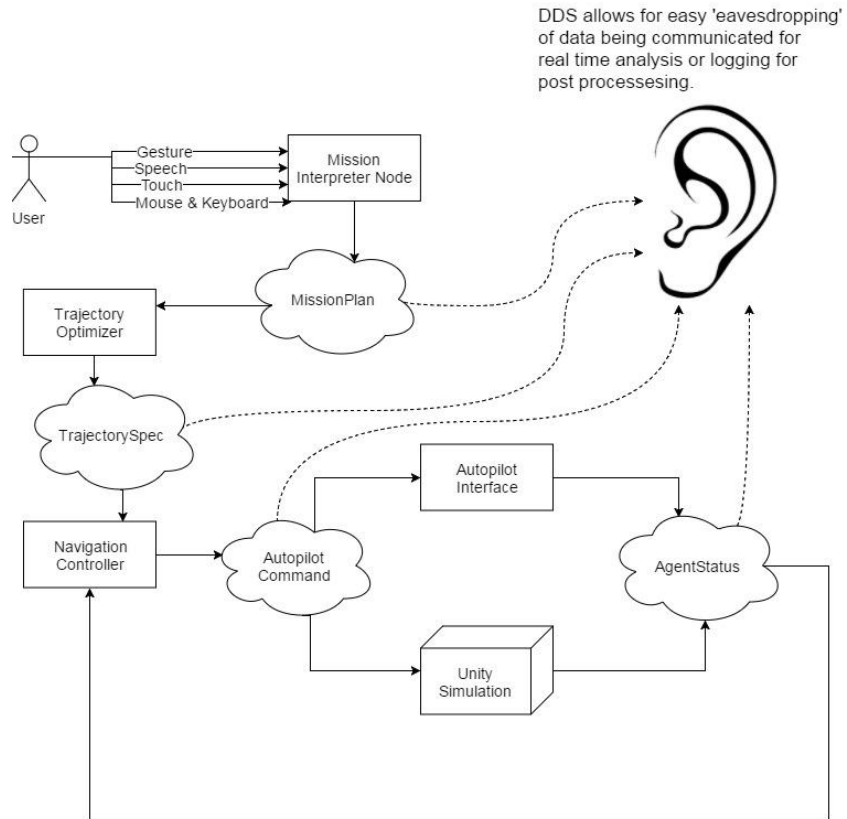 DDS allows for easy 'eavesdropping'
of data being communicated for
real time analysis or logging for
post processesing.
Gesture
Speech
Touch
Mouse & Keyboard
User
Mission
Interpreter Node
MissionPlan
Trajectory
Optimizer
TrajectorySpec
Navigation
Controller
Autopilot
Command
Autopilot
Interface
Unity
Simulation
AgentStatus